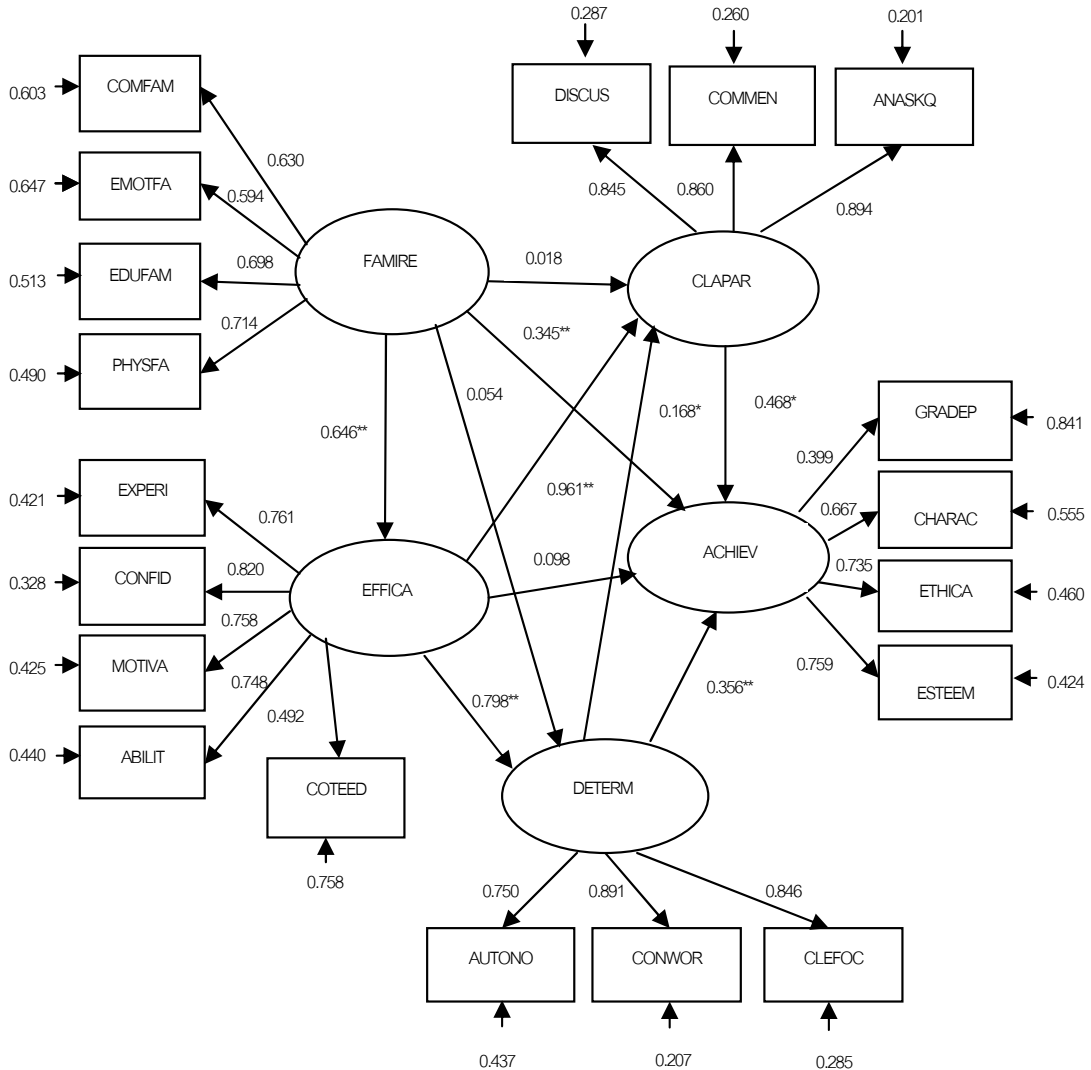 0.287
0.260
0.201
DISCUS
COMMEN
ANASKQ
0.603
COMFAM
0.630
0.647
EMOTFA
0.594
0.845
0.860
0.894
0.513
EDUFAM
0.698
FAMIRE
0.018
CLAPAR
0.490
PHYSFA
0.714
0.345**
0.646**
0.054
0.168*
0.468*
GRADEP
0.841
0.399
0.421
EXPERI
0.761
0.961**
0.667
CHARAC
0.555
0.328
CONFID
0.820
EFFICA
0.098
ACHIEV
0.735
ETHICA
0.460
0.425
MOTIVA
0.758
0.748
0.492
0.798**
0.356**
0.759
ESTEEM
0.424
0.440
ABILIT
COTEED
0.758
DETERM
0.750
0.891
0.846
AUTONO
CONWOR
CLEFOC
0.437
0.207
0.285